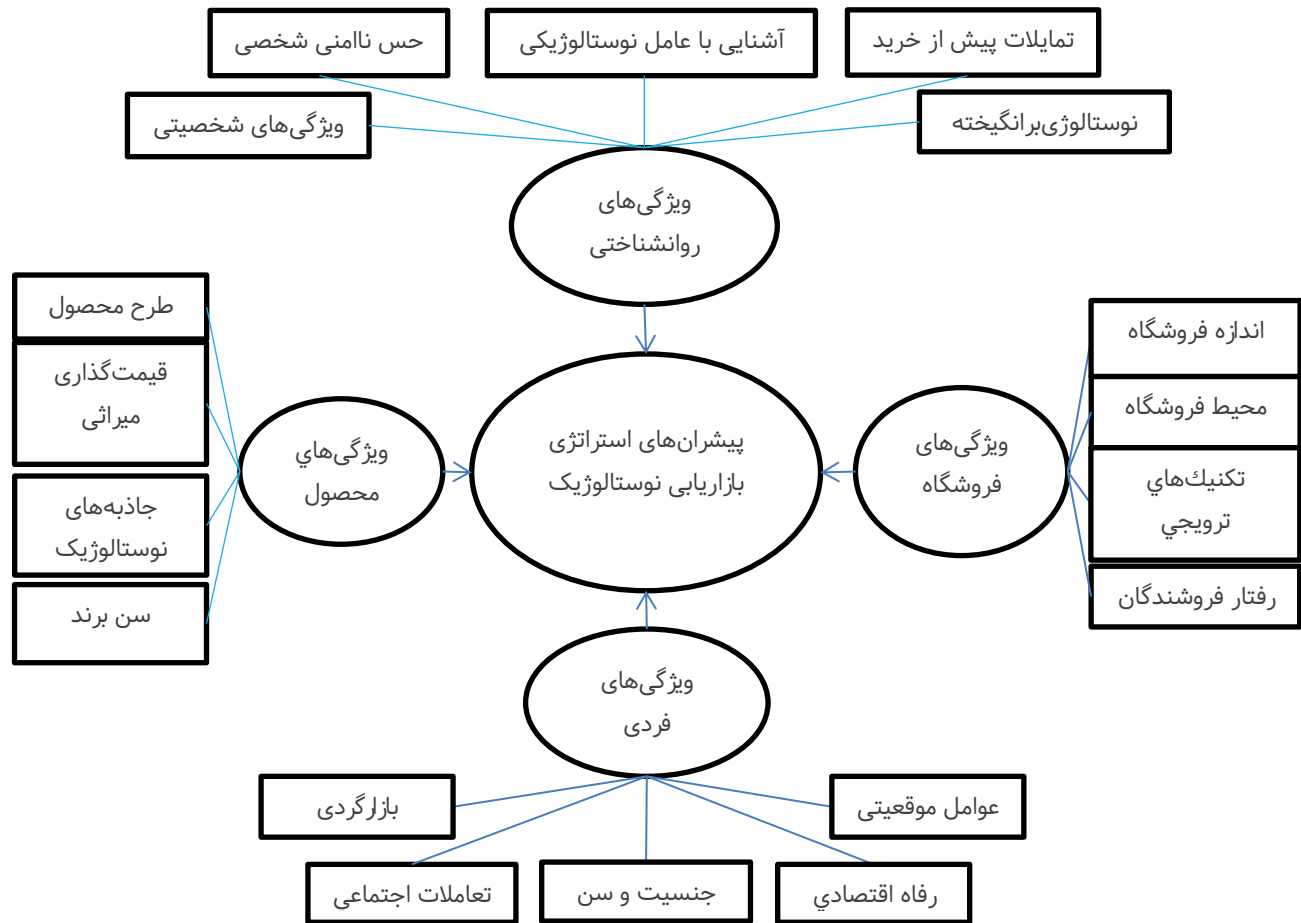 تمایلات پیش از خرید
آشنایی با عامل نوستالوژیکی
حس ناامنی شخصی
نوستالوژی‌برانگیخته
ویژگی‌های شخصیتی
ویژگی‌های
روانشناختی
اندازه فروشگاه
محیط فروشگاه
تكنيك‌هاي
ترويجي
رفتار فروشندگان
ویژگی‌های
فروشگاه
پیشران‌های استراتژی
بازاریابی نوستالوژیک
ویژگی‌هاي
محصول
طرح محصول
قیمت‌گذاری
میراثی
جاذبه‌های
نوستالوژیک
سن برند
ویژگی‌های
فردی
عوامل موقعیتی
بازارگردی
رفاه اقتصادي
جنسیت و سن
تعاملات اجتماعی